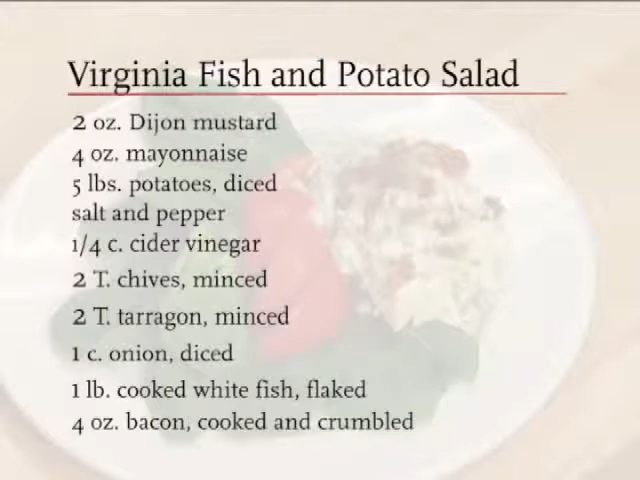 Virginia Fish and Potato Salad
2 oz. Dijon mustard
4 oz. mayonnaise
5 lbs. potatoes, diced
salt and pepper
1/4 c. cider vinegar
2 T. chives, minced
2 T. tarragon, minced
1 c. onion, diced
1 lb. cooked white fish, flaked
4 oz. bacon, cooked and crumbled